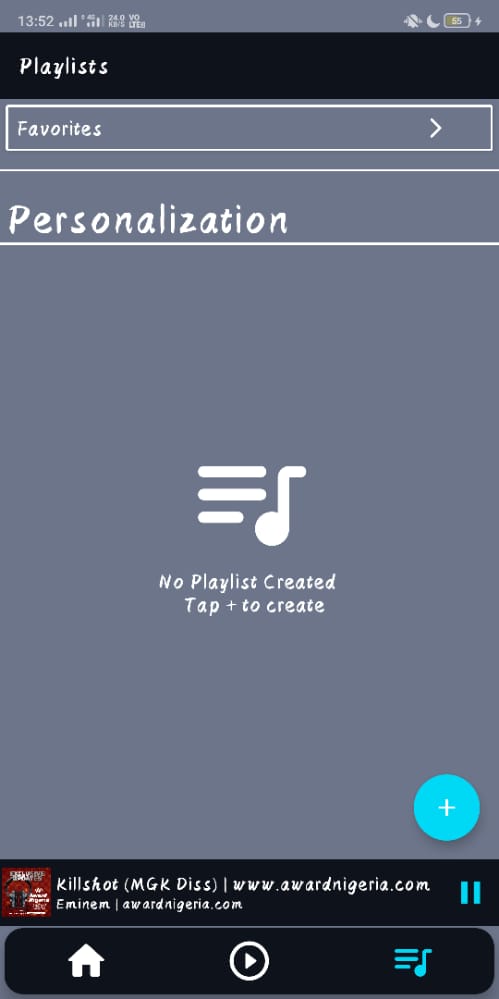 13:52 4G 24.0 KB/S VO LTE 55
Playlists
Favorites
Personalization
No Playlist Created
Tap + to create
+
Killshot (MGK Diss) | www.awardnigeria.com
Eminem | awardnigeria.com